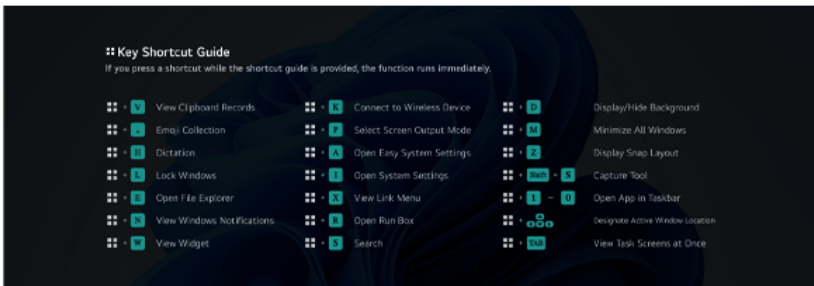 Key Shortcut Guide
If you press a shortcut while the shortcut guide is provided, the function runs immediately.
+ V View Clipboard Records
+ . Emoji Collection
+ H Dictation
+ L Lock Windows
+ E Open File Explorer
+ N View Windows Notifications
+ W View Widget
+ K Connect to Wireless Device
+ P Select Screen Output Mode
+ A Open Easy System Settings
+ I Open System Settings
+ X View Link Menu
+ R Open Run Box
+ S Search
+ D Display/Hide Background
+ M Minimize All Windows
+ Z Display Snap Layout
+ Shift + S Capture Tool
+ 1 ~ 0 Open App in Taskbar
+ Designate Active Window Location
+ TAB View Task Screens at Once